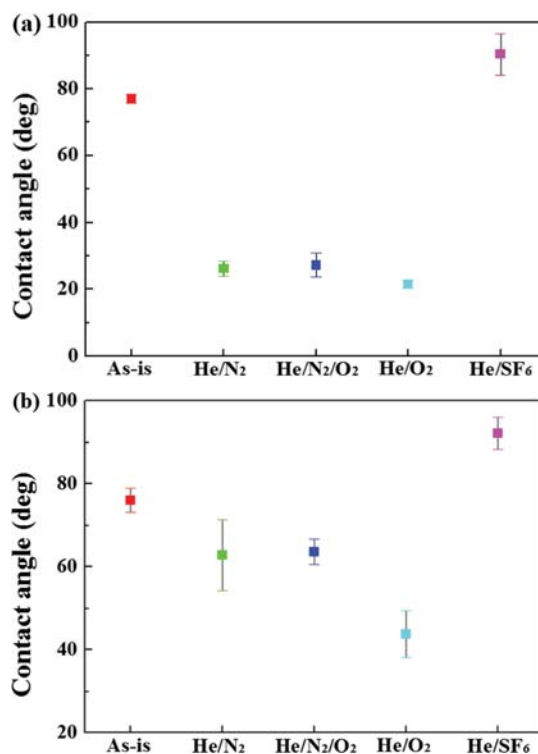 (a) 100
80
60
40
20
0
Contact angle (deg)
As-is He/N₂ He/N₂/O₂ He/O₂ He/SF₆
(b) 100
80
60
40
20
Contact angle (deg)
As-is He/N₂ He/N₂/O₂ He/O₂ He/SF₆